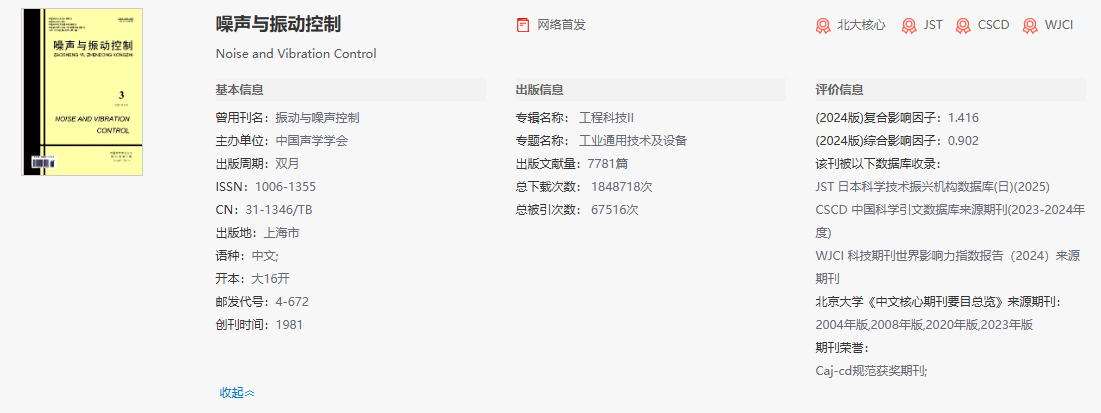 噪声与振动控制
ZAOSHENG YU ZHENDONG KONGZHI
3
NOISE AND VIBRATION
CONTROL
噪声与振动控制
Noise and Vibration Control
基本信息
曾用刊名：振动与噪声控制
主办单位：中国声学学会
出版周期：双月
ISSN：1006-1355
CN：31-1346/TB
出版地：上海市
语种：中文;
开本：大16开
邮发代号：4-672
创刊时间：1981
收起
网络首发
出版信息
专辑名称：工程科技II
专题名称：工业通用技术及设备
出版文献量：7781篇
总下载次数：1848718次
总被引次数：67516次
北大核心 JST CSCD WJCI
评价信息
(2024版)复合影响因子：1.416
(2024版)综合影响因子：0.902
该刊被以下数据库收录：
JST 日本科学技术振兴机构数据库(日)(2025)
CSCD 中国科学引文数据库来源期刊(2023-2024年
度)
WJCI 科技期刊世界影响力指数报告（2024）来源
期刊
北京大学《中文核心期刊要目总览》来源期刊：
2004年版,2008年版,2020年版,2023年版
期刊荣誉：
Caj-cd规范获奖期刊;